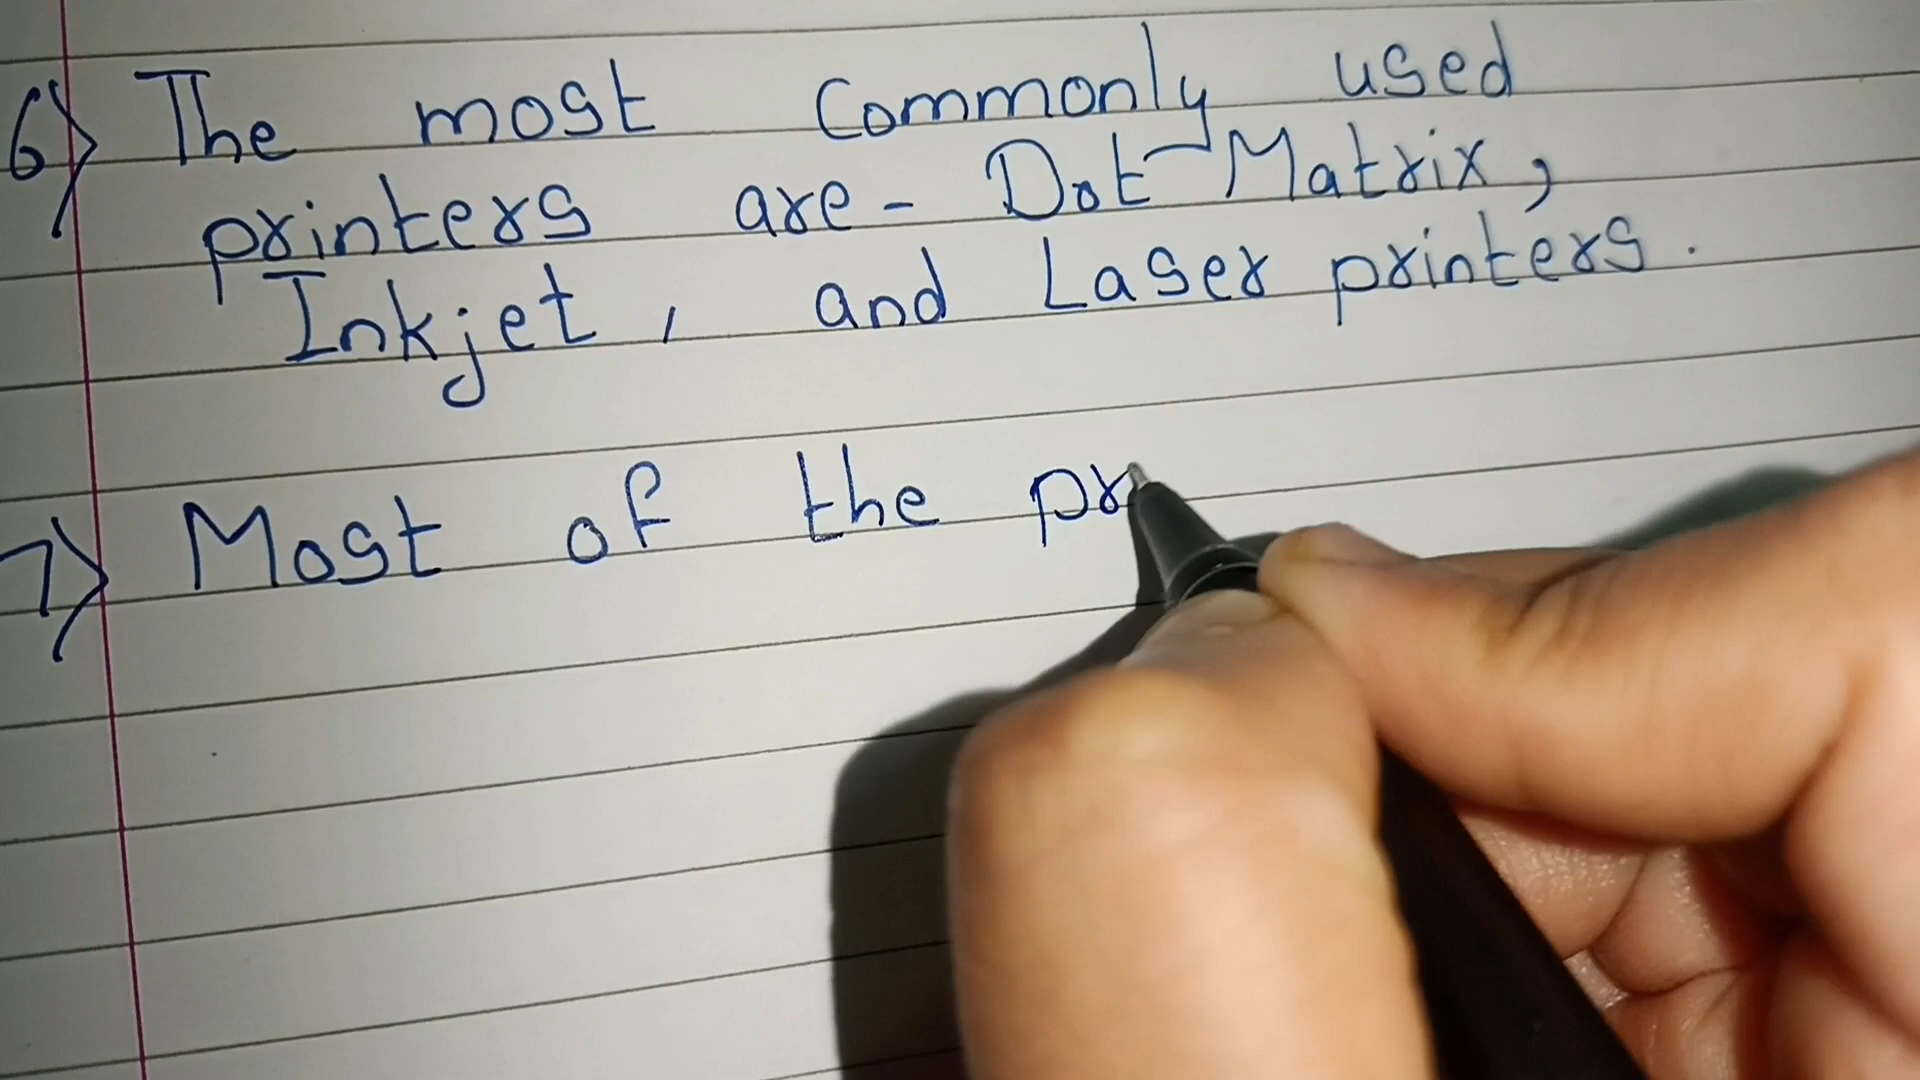 6) The most Commonly used
printers are - Dot Matrix,
Inkjet, and Laser printers.
7) Most of the pr